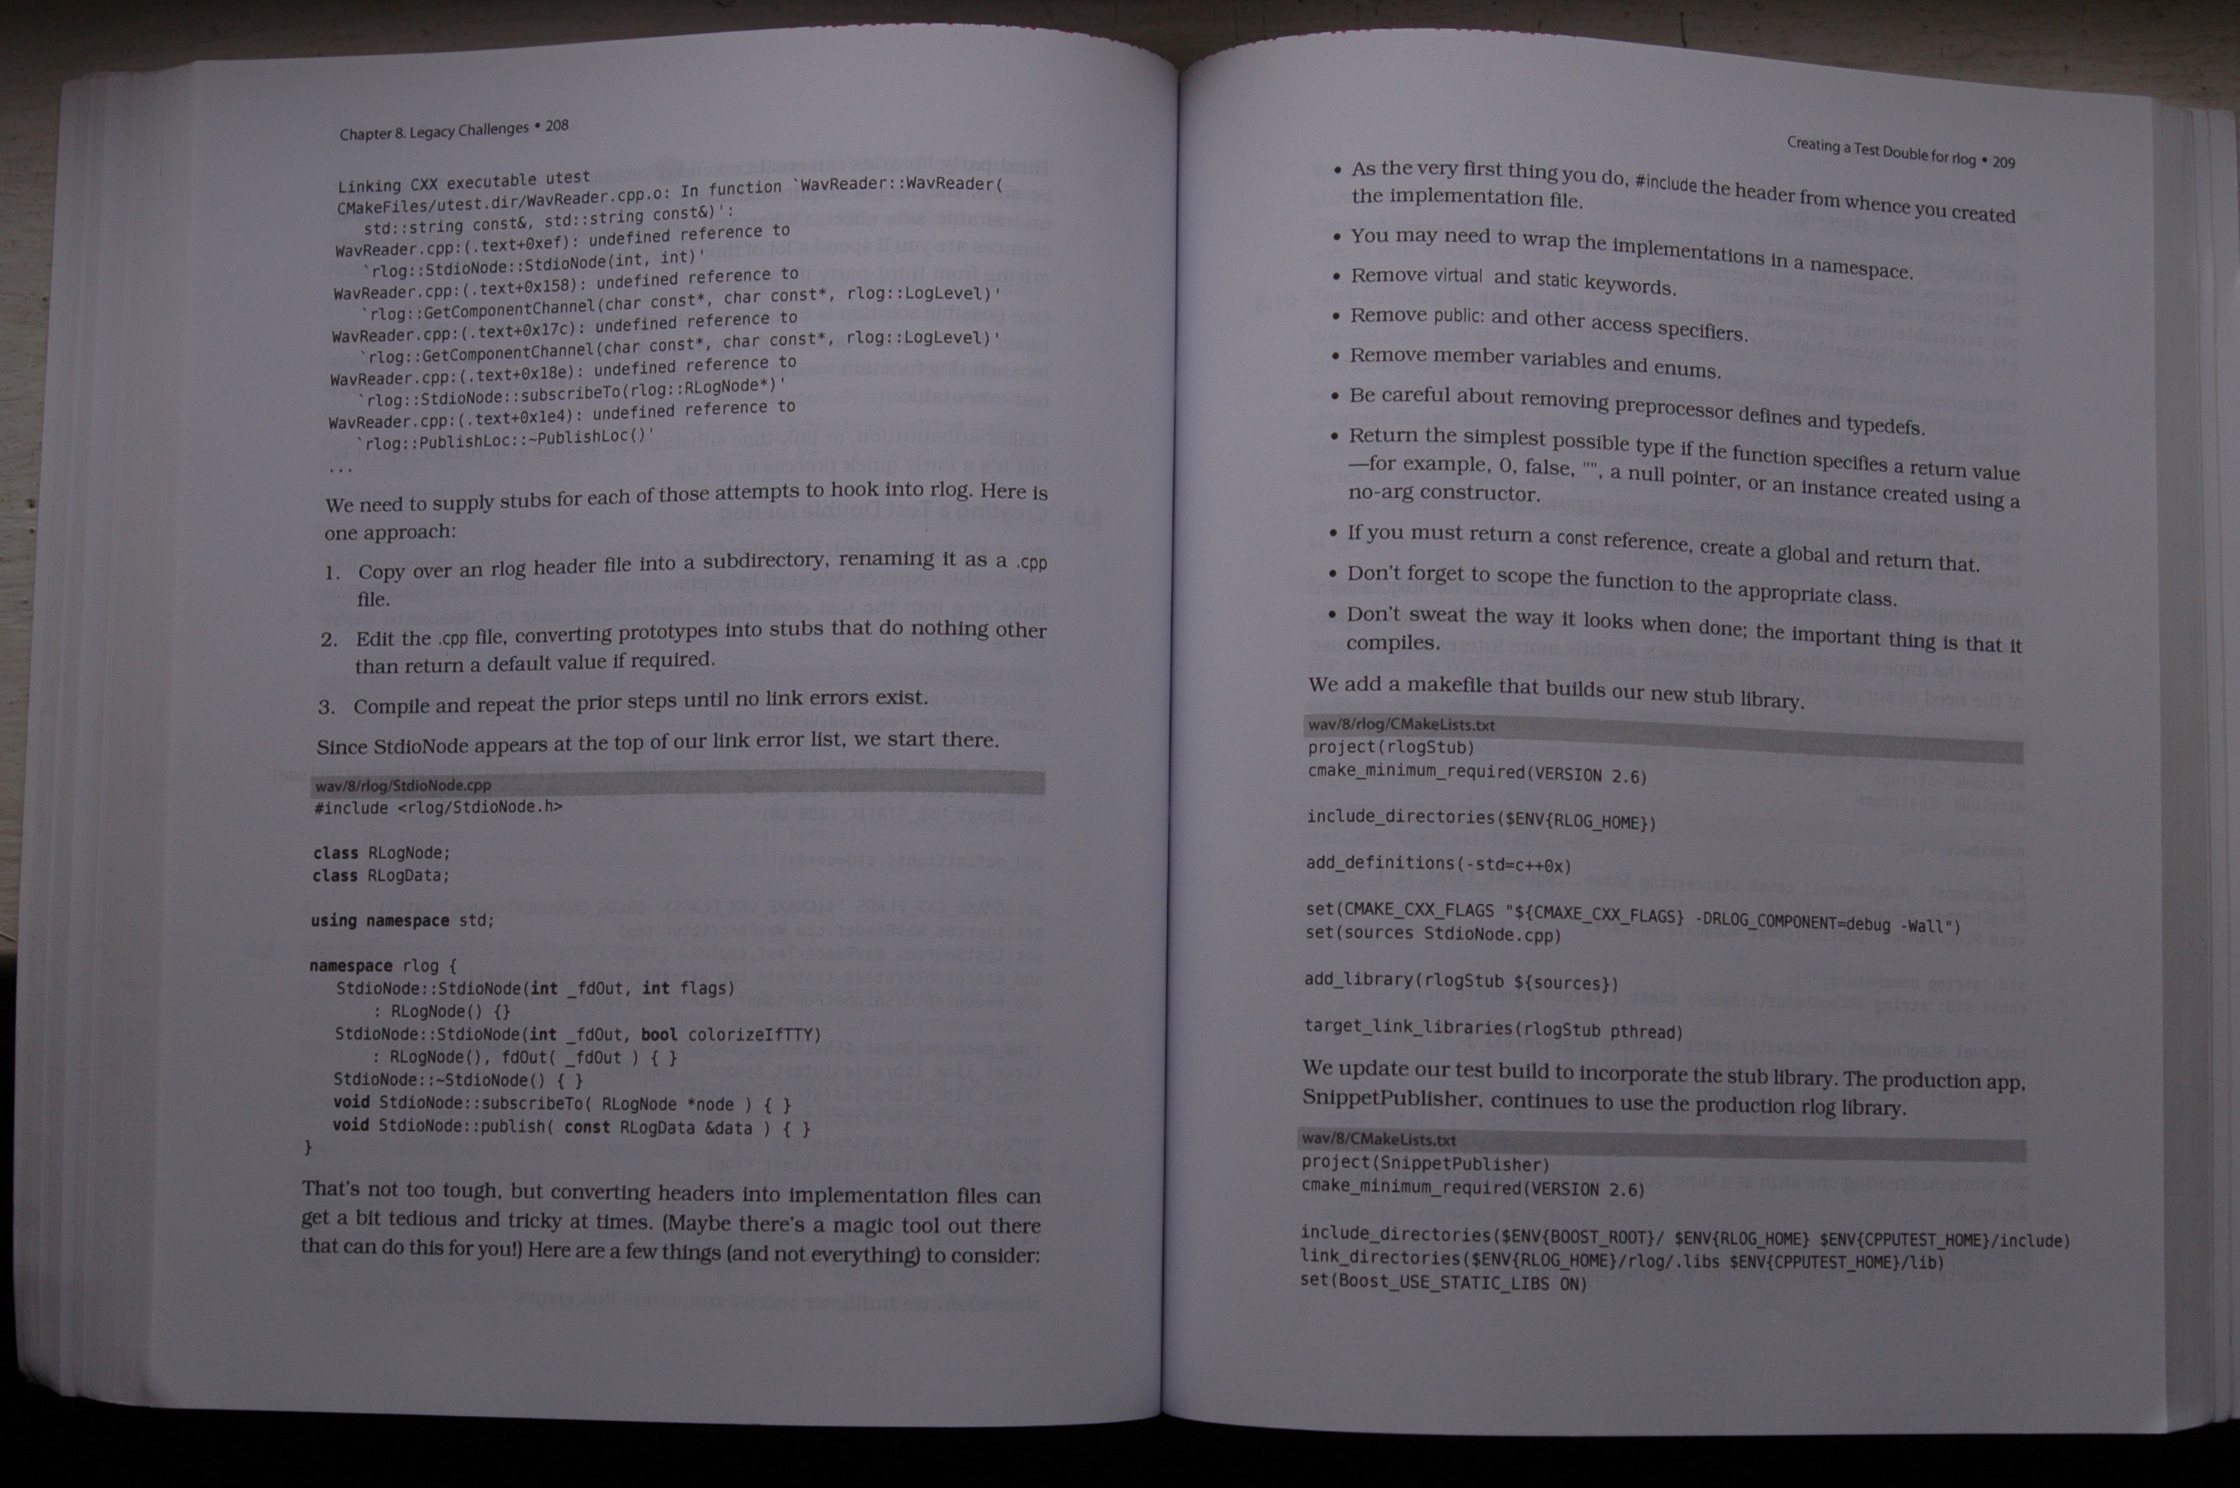 Chapter 8. Legacy Challenges • 208
Linking CXX executable utest
CMakeFiles/utest.dir/WavReader.cpp.o: In function `WavReader::WavReader(
std::string const&, std::string const&)':
WavReader.cpp:(.text+0xef): undefined reference to
`rlog::StdioNode::StdioNode(int, int)'
WavReader.cpp:(.text+0x158): undefined reference to
`rlog::GetComponentChannel(char const*, char const*, rlog::LogLevel)'
WavReader.cpp:(.text+0x17c): undefined reference to
`rlog::GetComponentChannel(char const*, char const*, rlog::LogLevel)'
WavReader.cpp:(.text+0x18e): undefined reference to
`rlog::StdioNode::subscribeTo(rlog::RLogNode*)'
WavReader.cpp:(.text+0x1e4): undefined reference to
`rlog::PublishLoc::~PublishLoc()'
...
We need to supply stubs for each of those attempts to hook into rlog. Here is
one approach:
1. Copy over an rlog header file into a subdirectory, renaming it as a .cpp
file.
2. Edit the .cpp file, converting prototypes into stubs that do nothing other
than return a default value if required.
3. Compile and repeat the prior steps until no link errors exist.
Since StdioNode appears at the top of our link error list, we start there.
wav/8/rlog/StdioNode.cpp
#include <rlog/StdioNode.h>
class RLogNode;
class RLogData;
using namespace std;
namespace rlog {
StdioNode::StdioNode(int _fdOut, int flags)
: RLogNode() {}
StdioNode::StdioNode(int _fdOut, bool colorizeIfTTY)
: RLogNode(), fdOut( _fdOut ) { }
StdioNode::~StdioNode() { }
void StdioNode::subscribeTo( RLogNode *node ) { }
void StdioNode::publish( const RLogData &data ) { }
}
That's not too tough, but converting headers into implementation files can
get a bit tedious and tricky at times. (Maybe there's a magic tool out there
that can do this for you!) Here are a few things (and not everything) to consider:
Creating a Test Double for rlog • 209
• As the very first thing you do, #include the header from whence you created
the implementation file.
• You may need to wrap the implementations in a namespace.
• Remove virtual and static keywords.
• Remove public: and other access specifiers.
• Remove member variables and enums.
• Be careful about removing preprocessor defines and typedefs.
• Return the simplest possible type if the function specifies a return value
—for example, 0, false, "", a null pointer, or an instance created using a
no-arg constructor.
• If you must return a const reference, create a global and return that.
• Don't forget to scope the function to the appropriate class.
• Don't sweat the way it looks when done; the important thing is that it
compiles.
We add a makefile that builds our new stub library.
wav/8/rlog/CMakeLists.txt
project(rlogStub)
cmake_minimum_required(VERSION 2.6)
include_directories($ENV{RLOG_HOME})
add_definitions(-std=c++0x)
set(CMAKE_CXX_FLAGS "${CMAXE_CXX_FLAGS} -DRLOG_COMPONENT=debug -Wall")
set(sources StdioNode.cpp)
add_library(rlogStub ${sources})
target_link_libraries(rlogStub pthread)
We update our test build to incorporate the stub library. The production app,
SnippetPublisher, continues to use the production rlog library.
wav/8/CMakeLists.txt
project(SnippetPublisher)
cmake_minimum_required(VERSION 2.6)
include_directories($ENV{BOOST_ROOT}/ $ENV{RLOG_HOME} $ENV{CPPUTEST_HOME}/include)
link_directories($ENV{RLOG_HOME}/rlog/.libs $ENV{CPPUTEST_HOME}/lib)
set(Boost_USE_STATIC_LIBS ON)